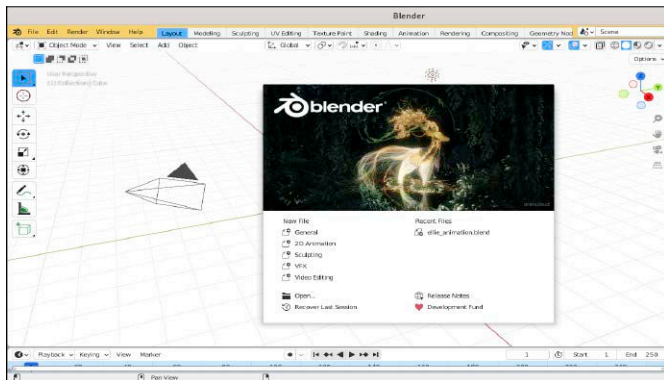 Blender
File Edit Render Window Help Layout Modeling Sculpting UV Editing Texture Paint Shading Animation Rendering Compositing Geometry Nod Scene
Object Mode View Select Add Object Global
Options
User Perspective
(1) Collection | Cube
blender
New File
General
2D Animation
Sculpting
VFX
Video Editing
Open...
Recover Last Session
Recent Files
ellie_animation.blend
Release Notes
Development Fund
Playback Keying View Marker 1 Start 1 End 250
Pan View